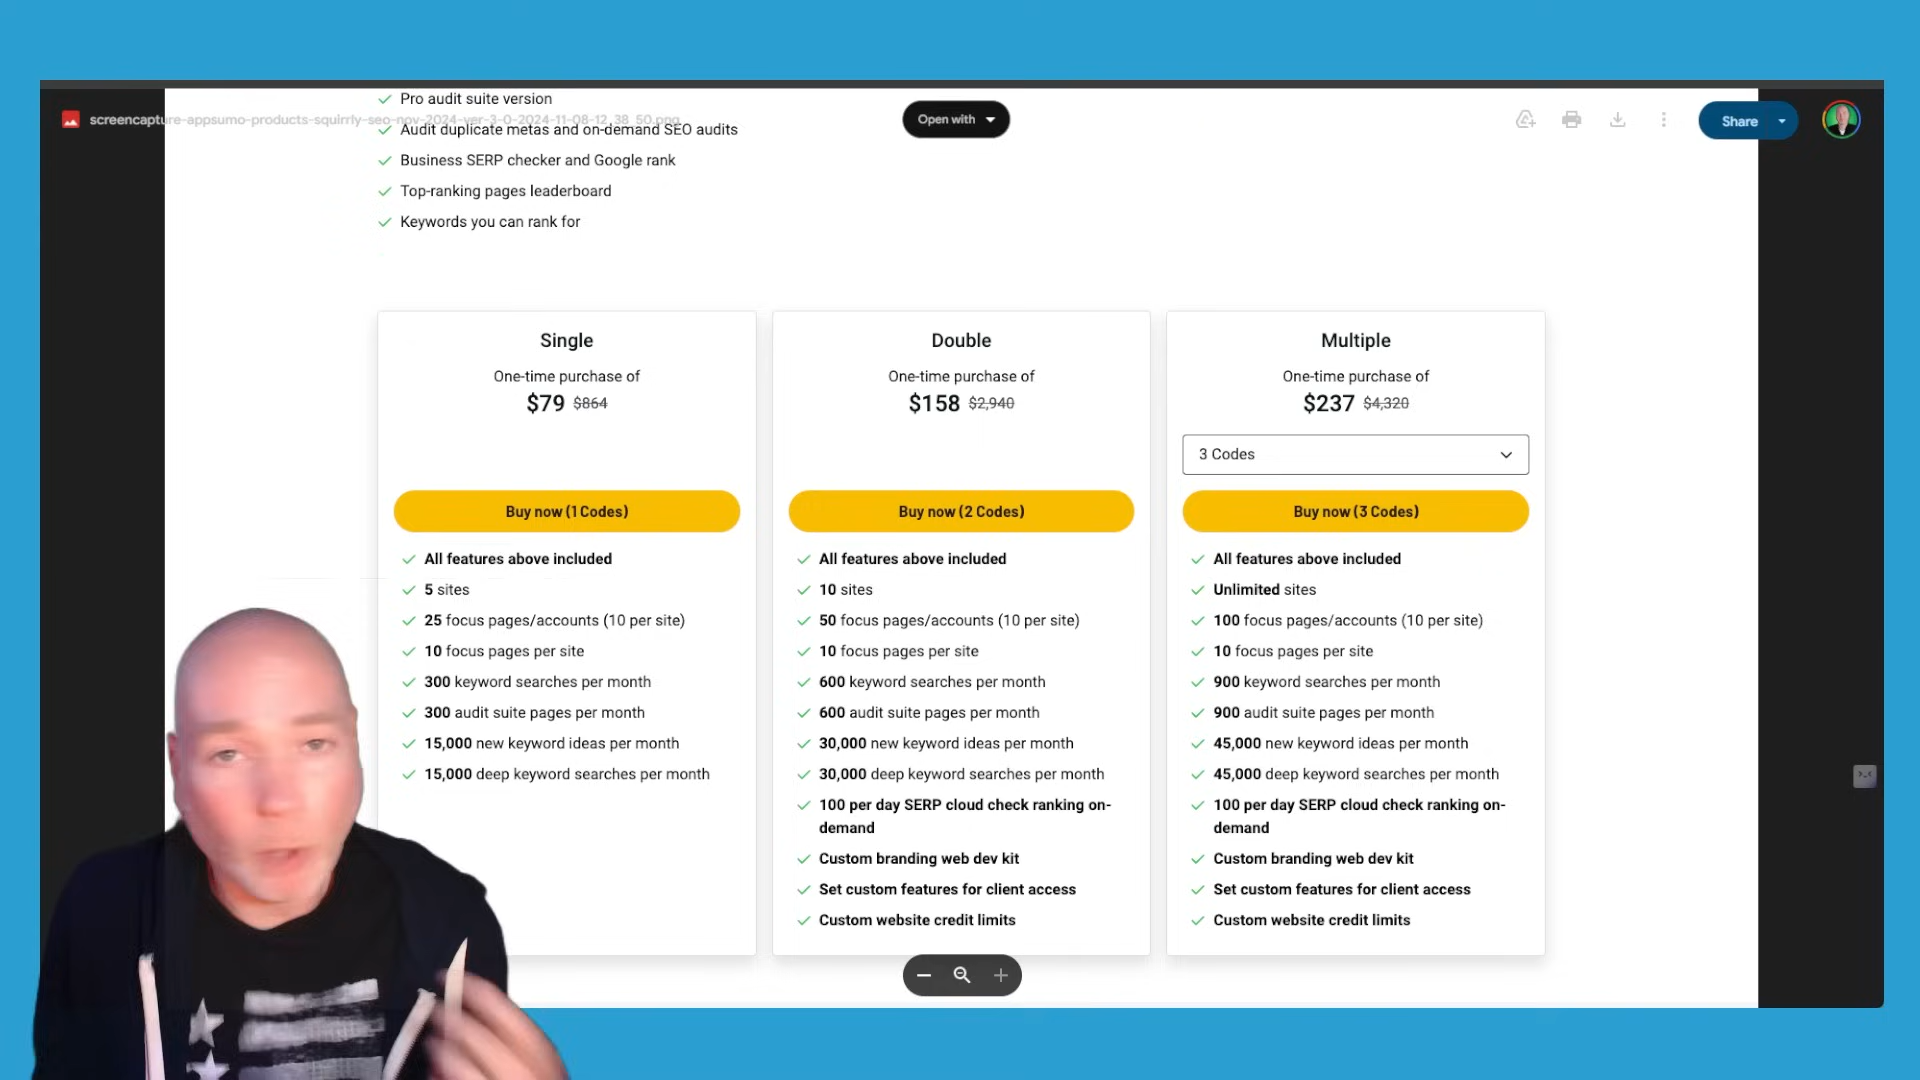 Pro audit suite version
screencapture-appsumo-products-squirrly-seo-nov-2024-ver-3-0-2024-11-08-12_38_50.png
Open with
Share
Audit duplicate metas and on-demand SEO audits
Business SERP checker and Google rank
Top-ranking pages leaderboard
Keywords you can rank for
Single
One-time purchase of
$79 $864
Buy now (1 Codes)
All features above included
5 sites
25 focus pages/accounts (10 per site)
10 focus pages per site
300 keyword searches per month
300 audit suite pages per month
15,000 new keyword ideas per month
15,000 deep keyword searches per month
Double
One-time purchase of
$158 $2,940
Buy now (2 Codes)
All features above included
10 sites
50 focus pages/accounts (10 per site)
10 focus pages per site
600 keyword searches per month
600 audit suite pages per month
30,000 new keyword ideas per month
30,000 deep keyword searches per month
100 per day SERP cloud check ranking on-
demand
Custom branding web dev kit
Set custom features for client access
Custom website credit limits
Multiple
One-time purchase of
$237 $4,320
3 Codes
Buy now (3 Codes)
All features above included
Unlimited sites
100 focus pages/accounts (10 per site)
10 focus pages per site
900 keyword searches per month
900 audit suite pages per month
45,000 new keyword ideas per month
45,000 deep keyword searches per month
100 per day SERP cloud check ranking on-
demand
Custom branding web dev kit
Set custom features for client access
Custom website credit limits